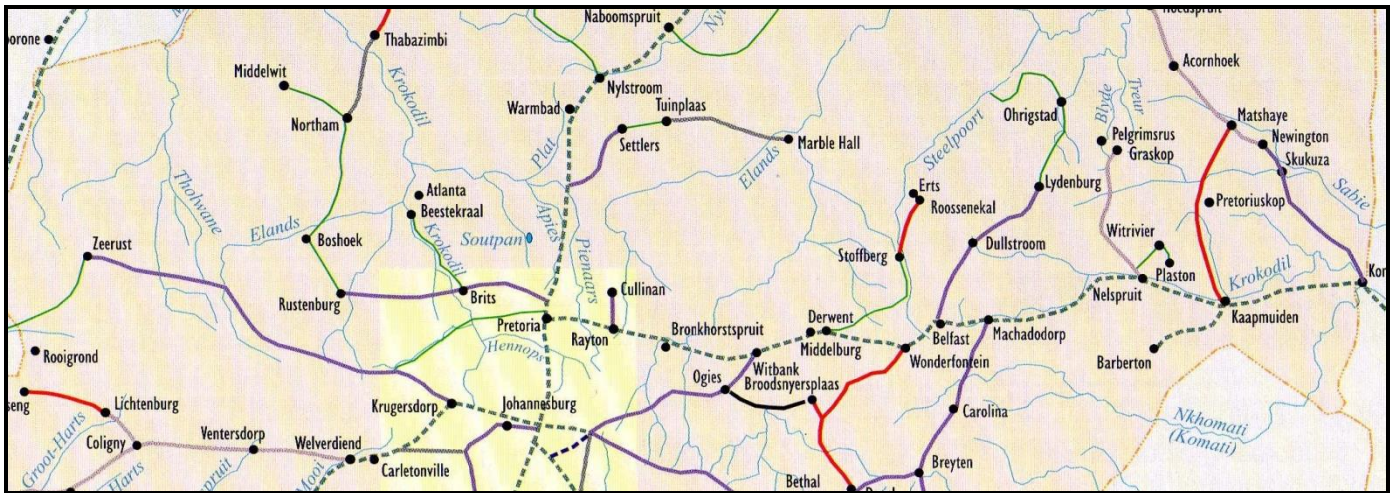 Naboomspruit
Thabazimbi
Acornhoek
Middelwit
Krokodil
Nylstroom
Warmbad
Tuinplaas
Ohrigstad
Blyde
Treur
Northam
Matshaye
Settlers
Marble Hall
Steelpoort
Pelgrimsrus
Newington
Plat
Graskop
Skukuza
Tholwane
Elands
Atlanta
Erts
Lydenburg
Sabie
Beestekraal
Roossenekal
Pretoriuskop
Elands
Apies
Zeerust
Boshoek
Krokodil
Soutpan
Pienaars
Dullstroom
Witrivier
Stoffberg
Plaston
Krokodil
Rustenburg
Brits
Cullinan
Nelspruit
Kaapmuiden
Pretoria
Rayton
Bronkhorstspruit
Derwent
Machadodorp
Hennops
Middelburg
Belfast
Rooigrond
Witbank
Wonderfontein
Barberton
Ogies
Broodsnyersplaas
Lichtenburg
Krugersdorp
Johannesburg
Carolina
Nkhomati
(Komati)
Groot-Harts
Coligny
Ventersdorp
Welverdiend
Harts
Mooi
Carletonville
Breyten
Bethal